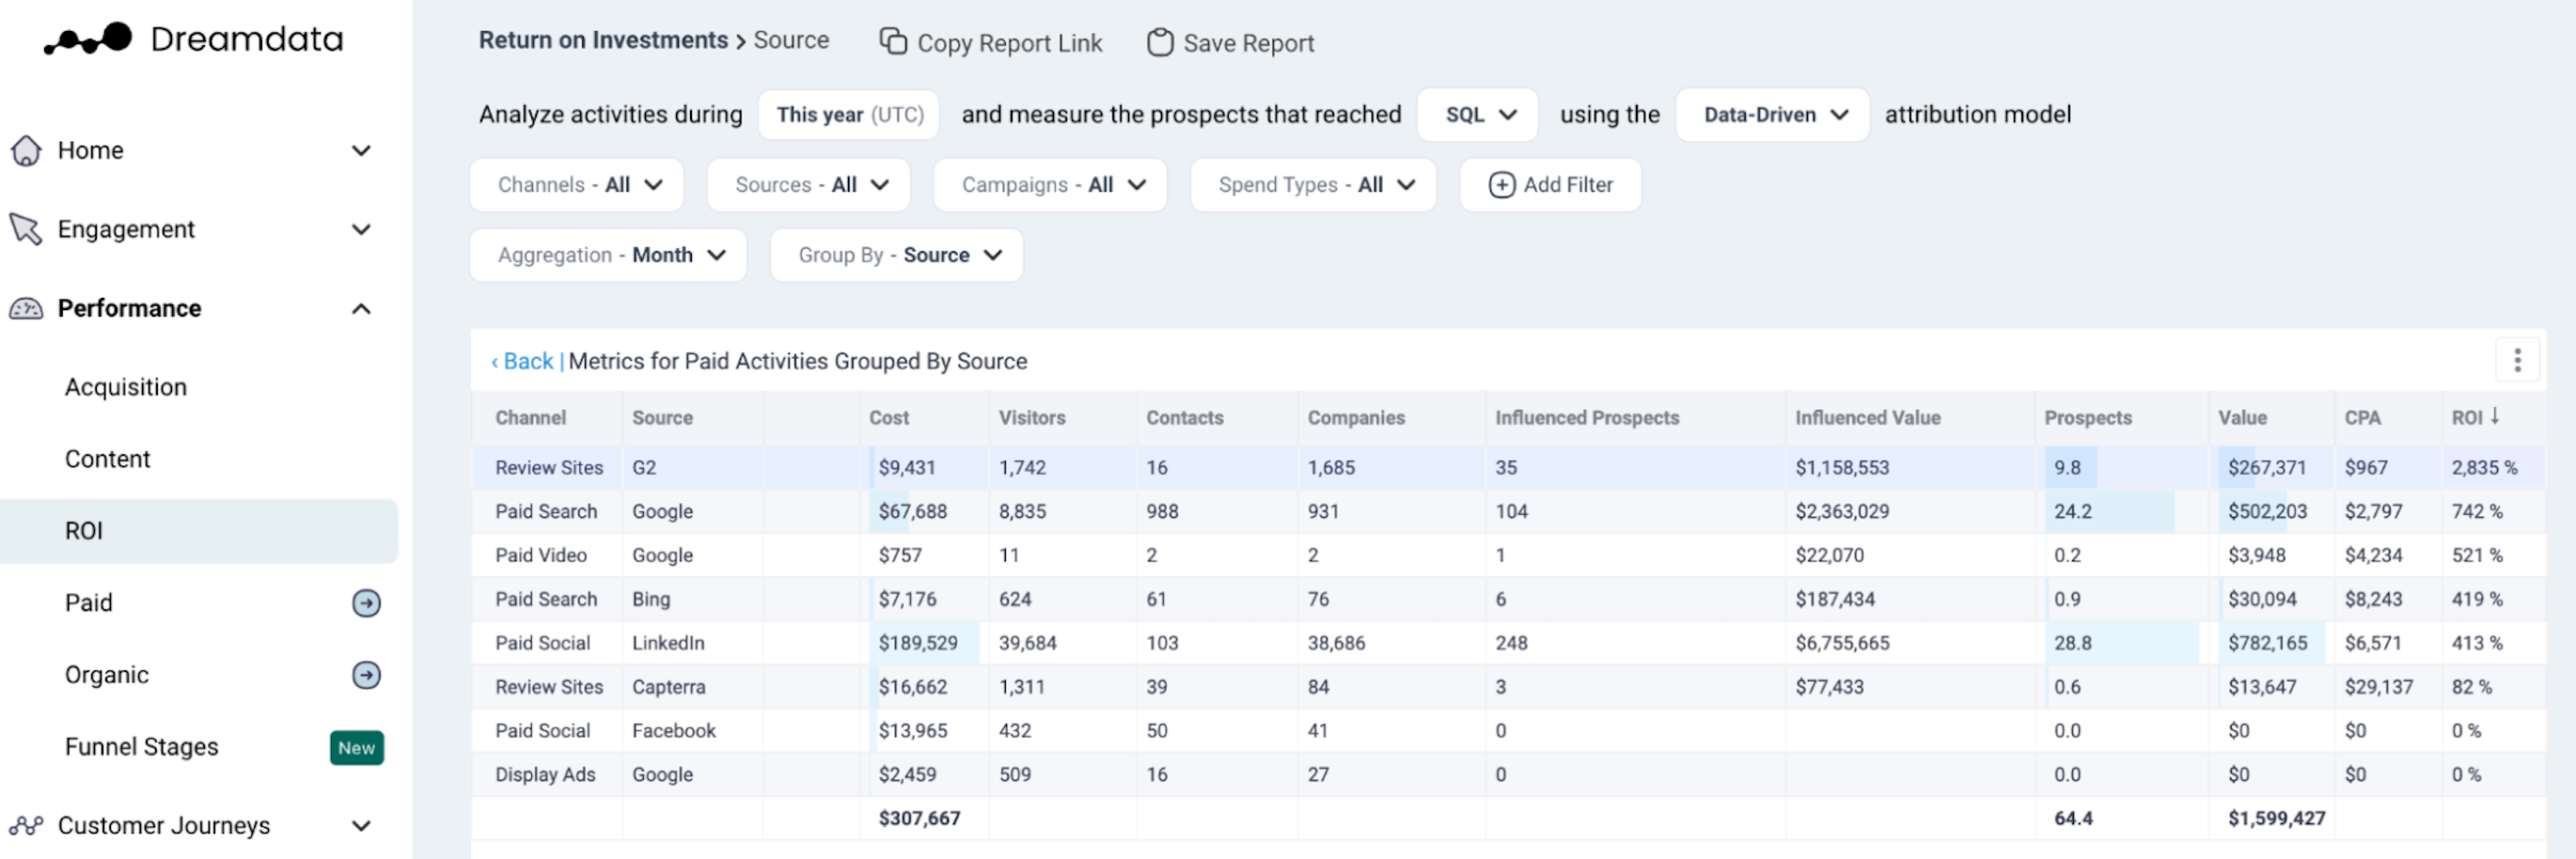 Dreamdata
Home
Engagement
Performance
Acquisition
Content
ROI
Paid
Organic
Funnel Stages New
Customer Journeys
Return on Investments > Source Copy Report Link Save Report
Analyze activities during This year (UTC) and measure the prospects that reached SQL using the Data-Driven attribution model
Channels - All Sources - All Campaigns - All Spend Types - All Add Filter
Aggregation - Month Group By - Source
‹ Back | Metrics for Paid Activities Grouped By Source
Channel Source Cost Visitors Contacts Companies Influenced Prospects Influenced Value Prospects Value CPA ROI ↓
Review Sites G2 $9,431 1,742 16 1,685 35 $1,158,553 9.8 $267,371 $967 2,835 %
Paid Search Google $67,688 8,835 988 931 104 $2,363,029 24.2 $502,203 $2,797 742 %
Paid Video Google $757 11 2 2 1 $22,070 0.2 $3,948 $4,234 521 %
Paid Search Bing $7,176 624 61 76 6 $187,434 0.9 $30,094 $8,243 419 %
Paid Social LinkedIn $189,529 39,684 103 38,686 248 $6,755,665 28.8 $782,165 $6,571 413 %
Review Sites Capterra $16,662 1,311 39 84 3 $77,433 0.6 $13,647 $29,137 82 %
Paid Social Facebook $13,965 432 50 41 0 0.0 $0 $0 0 %
Display Ads Google $2,459 509 16 27 0 0.0 $0 $0 0 %
$307,667 64.4 $1,599,427